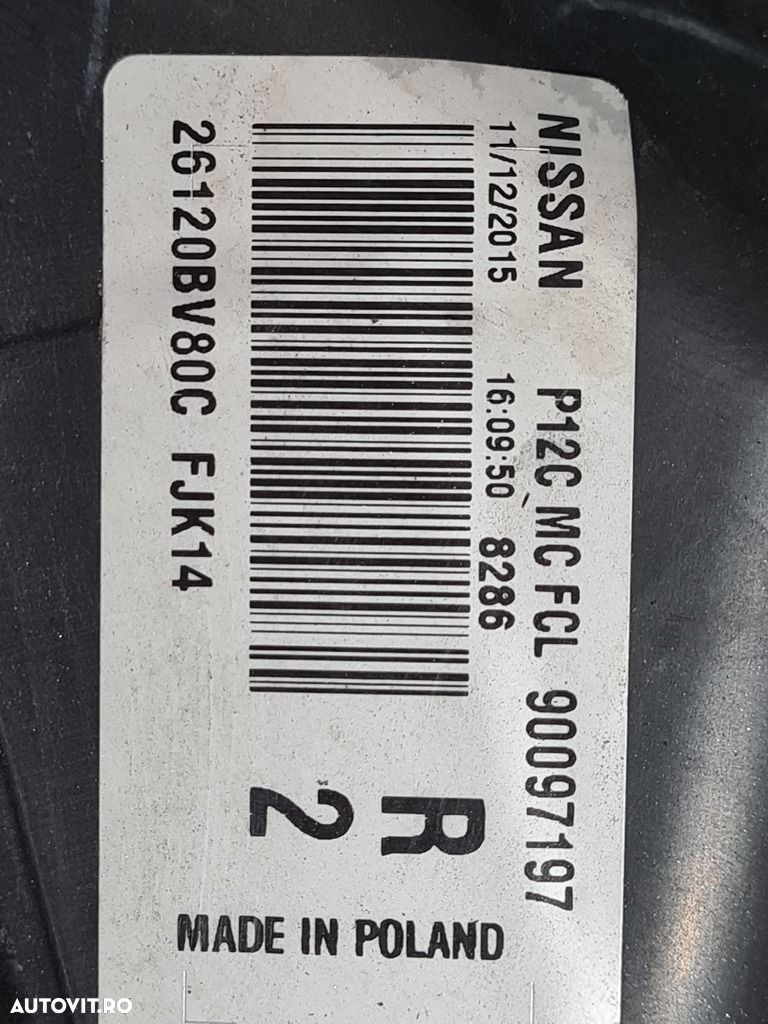 NISSAN P12C MC FCL 90097197
11/12/2015 16:09:50 8286
26120BV80C FJK14
R
2
MADE IN POLAND
AUTOVIT.RO